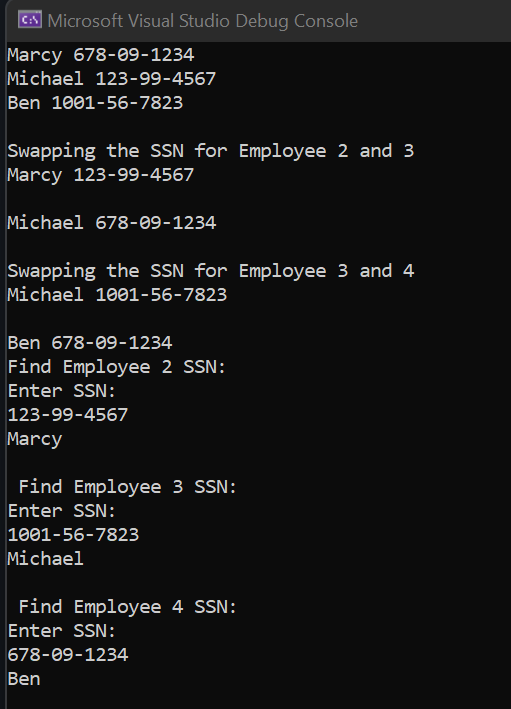 C:\ Microsoft Visual Studio Debug Console
Marcy 678-09-1234
Michael 123-99-4567
Ben 1001-56-7823
Swapping the SSN for Employee 2 and 3
Marcy 123-99-4567
Michael 678-09-1234
Swapping the SSN for Employee 3 and 4
Michael 1001-56-7823
Ben 678-09-1234
Find Employee 2 SSN:
Enter SSN:
123-99-4567
Marcy
Find Employee 3 SSN:
Enter SSN:
1001-56-7823
Michael
Find Employee 4 SSN:
Enter SSN:
678-09-1234
Ben